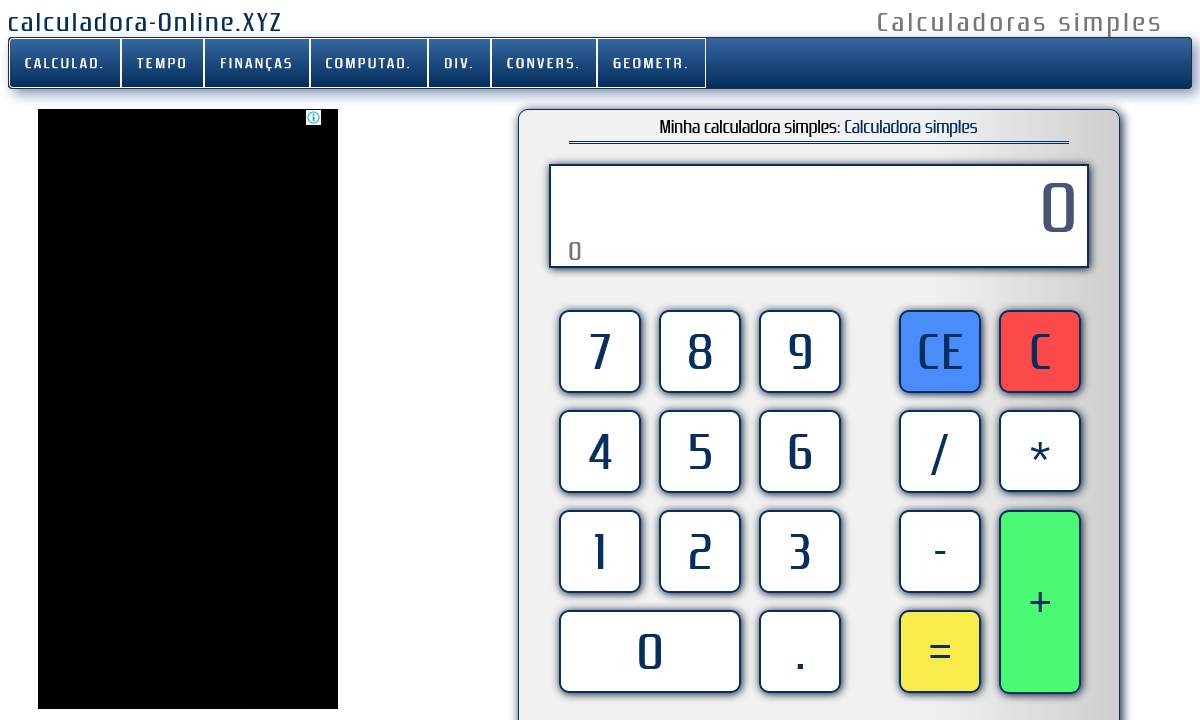 calculadora-Online.XYZ
Calculadoras simples
CALCULAD. TEMPO FINANÇAS COMPUTAD. DIV. CONVERS. GEOMETR.
Minha calculadora simples: Calculadora simples
0
0
7 8 9 CE C
4 5 6 / *
1 2 3 - +
0 . =